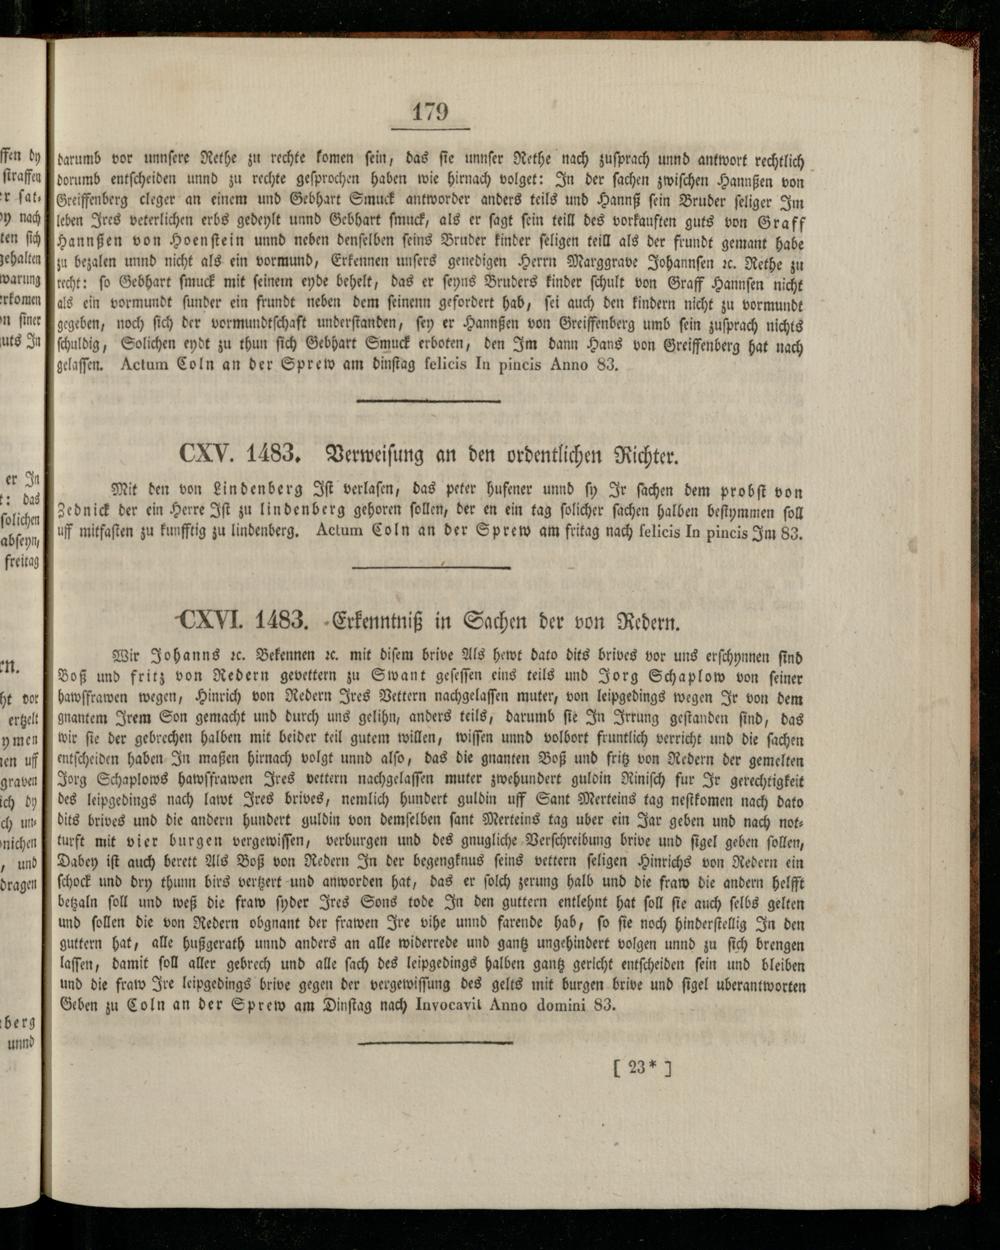 179
darumb vor unnsere Rethe zu rechte komen sein, das sie unnser Rethe nach zusprach unnd antwort rechtlich
dorumb entscheiden unnd zu rechte gesprochen haben wie hirnach volget: In der sachen zwischen Hannßen von
Greiffenberg cleger an einem und Gebhart Smuck antworder anders teils und Hannß sein Bruder seliger Im
leben Ires veterlichen erbs gedeylt unnd Gebhart smuck, als er sagt sein teill des vorkauften guts von Graff
Hannßen von Hoenstein unnd neben denselben seins Bruder kinder seligen teill als der frundt gemant habe
zu bezalen unnd nicht als ein vormund, Erkennen unsers genedigen Herrn Marggrave Johannsen ꝛc. Rethe zu
recht: so Gebhart smuck mit seinem eyde behelt, das er seyns Bruders kinder schult von Graff Hannsen nicht
als ein vormundt sunder ein frundt neben dem seinenn gefordert hab, sei auch den kindern nicht zu vormundt
gegeben, noch sich der vormundtschaft understanden, sey er Hannßen von Greiffenberg umb sein zusprach nichts
schuldig, Solichen eydt zu thun sich Gebhart Smuck erboten, den Im dann Hans von Greiffenberg hat nach
gelassen. Actum Coln an der Sprew am dinstag felicis In pincis Anno 83.
CXV. 1483. Verweisung an den ordentlichen Richter.
Mit den von Lindenberg Ist verlasen, das peter husener unnd sy Ir sachen dem probst von
Zednick der ein Herre Ist zu lindenberg gehoren sollen, der en ein tag solicher sachen halben bestymmen soll
uff mitfasten zu kunfftig zu lindenberg. Actum Coln an der Sprew am fritag nach felicis In pincis Im 83.
CXVI. 1483. Erkenntniß in Sachen der von Redern.
Wir Johanns ꝛc. Bekennen ꝛc. mit disem brive Als hewt dato dits brives vor uns erschynnen sind
Boß und fritz von Redern gevettern zu Swant gesessen eins teils und Jorg Schaplow von seiner
hawsfrawen wegen, Hinrich von Redern Ires Vettern nachgelassen muter, von leipgedings wegen Ir von dem
gnantem Irem Son gemacht und durch uns gelihn, anders teils, darumb sie In Irrung gestanden sind, das
wir sie der gebrechen halben mit beider teil gutem willen, wissen unnd volbort fruntlich verricht und die sachen
entscheiden haben In maßen hirnach volgt unnd also, das die gnanten Boß und fritz von Redern der gemelten
Jorg Schaplows hawsfrawen Ires vettern nachgelassen muter zwehundert guldin Rinisch fur Ir gerechtigkeit
des leipgedings nach lawt Ires brives, nemlich hundert guldin uff Sant Merteins tag nestkomen nach dato
dits brives und die andern hundert guldin von demselben sant Merteins tag uber ein Jar geben und nach not⸗
turft mit vier burgen vergewissen, verburgen und des gnugliche Verschreibung brive und sigel geben sollen,
Dabey ist auch berett Als Boß von Redern In der begengknus seins vettern seligen Hinrichs von Redern ein
schock und dry thunn birs vertzert und anworden hat, das er solch zerung halb und die fraw die andern helfft
betzaln soll und weß die fraw syder Ires Sons tode In den guttern entlehnt hat soll sie auch selbs gelten
und sollen die von Redern obgnant der frawen Ire vihe unnd farende hab, so sie noch hinderstellig In den
guttern hat, alle hußgerath unnd anders an alle widerrede und gantz ungehindert volgen unnd zu sich brengen
lassen, damit soll aller gebrech und alle sach des leipgedings halben gantz gericht entscheiden sein und bleiben
und die fraw Ire leipgedings brive gegen der vergewissung des gelts mit burgen brive und sigel uberantworten
Geben zu Coln an der Sprew am Dinstag nach Invocavit Anno domini 83.
[ 23* ]